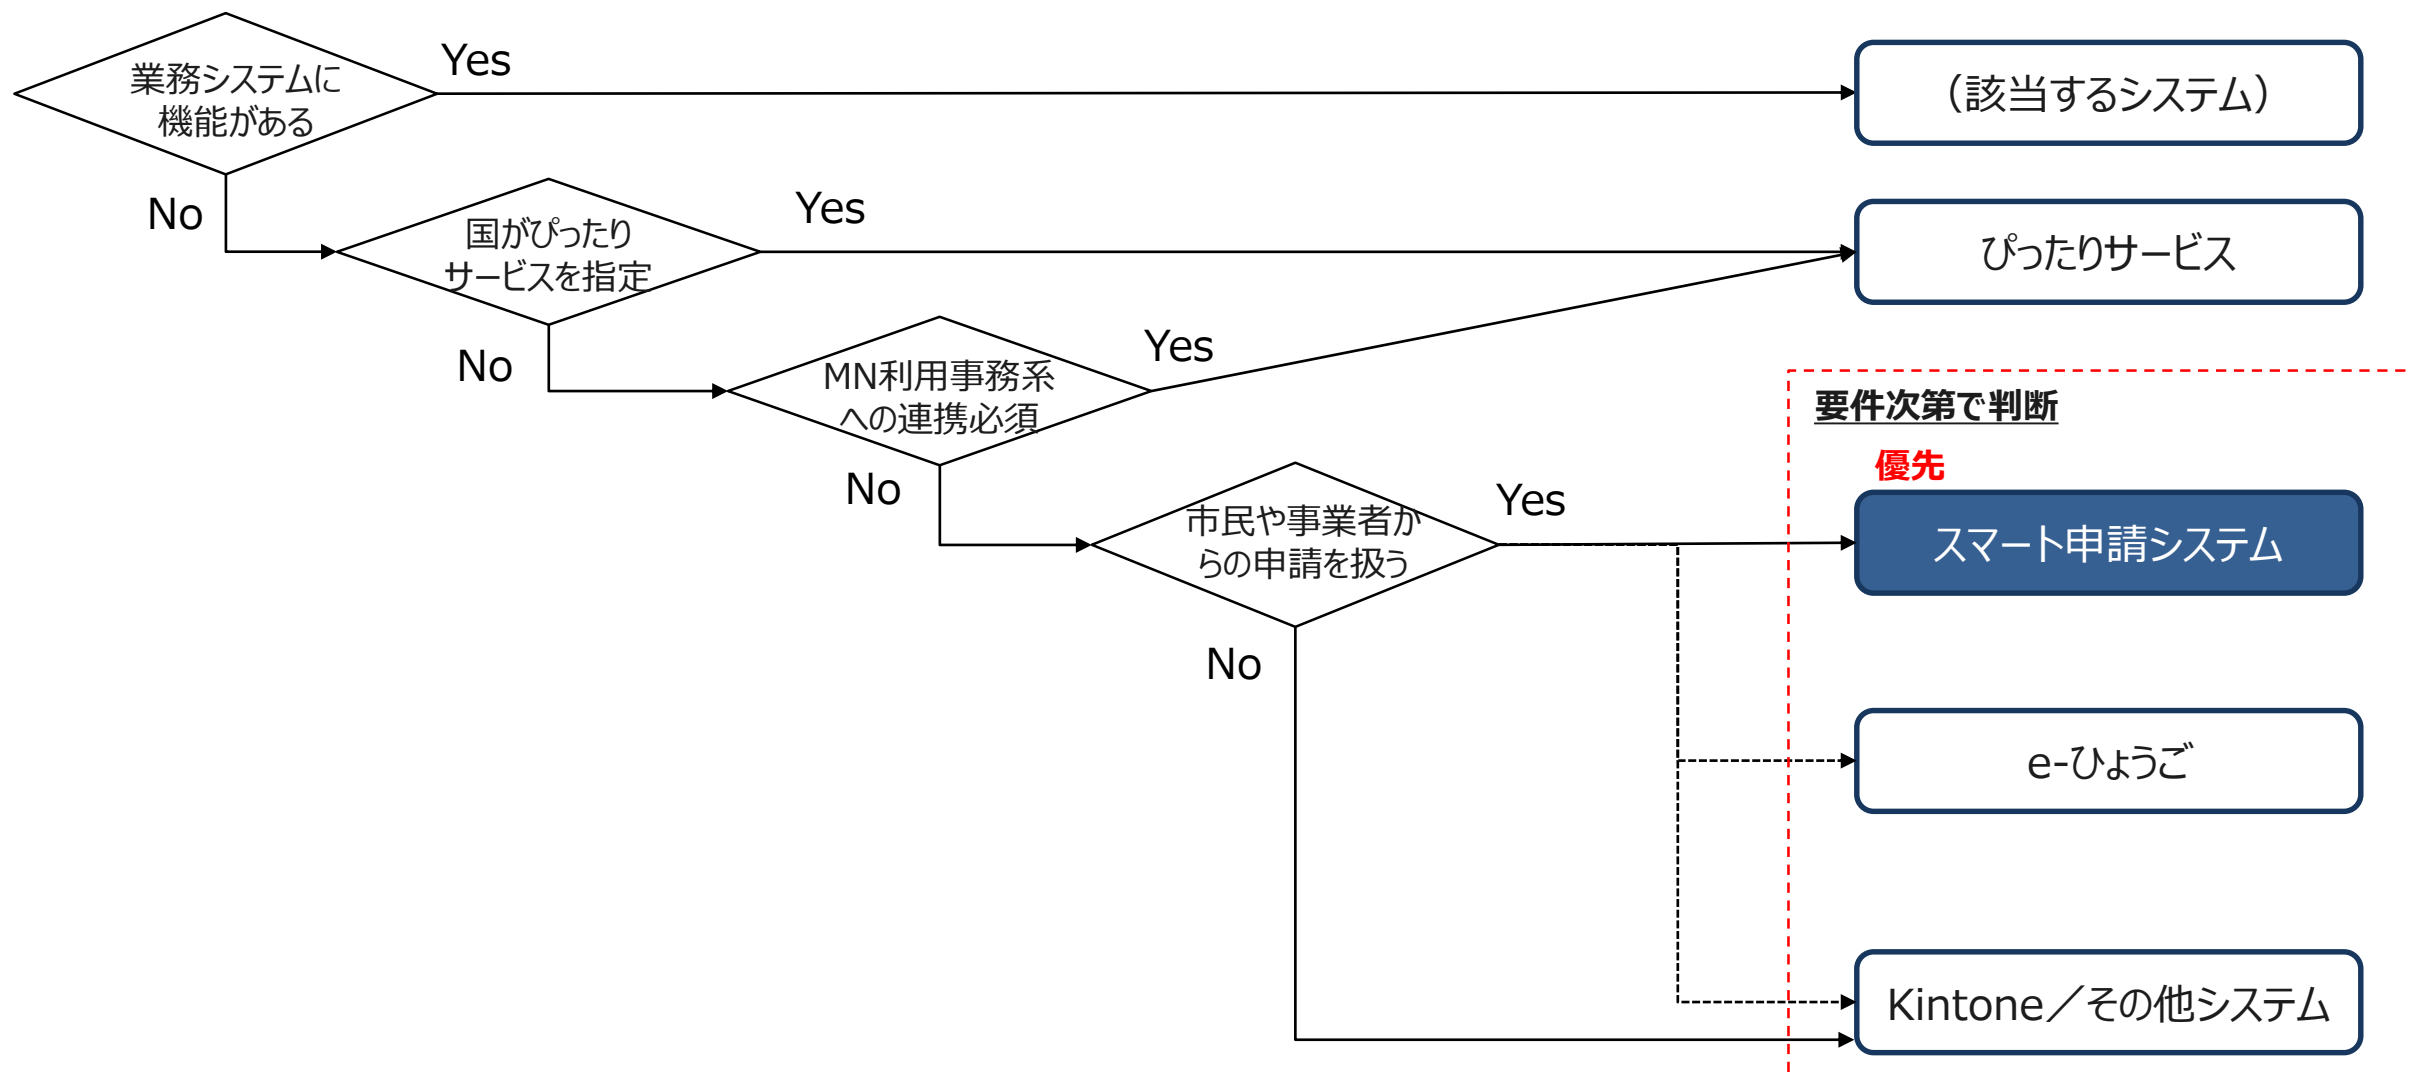 業務システムに
機能がある
Yes
(該当するシステム)
No
国がぴったり
サービスを指定
Yes
ぴったりサービス
No
MN利用事務系
への連携必須
Yes
No
要件次第で判断
優先
市民や事業者か
らの申請を扱う
Yes
スマート申請システム
No
e-ひょうご
Kintone/その他システム